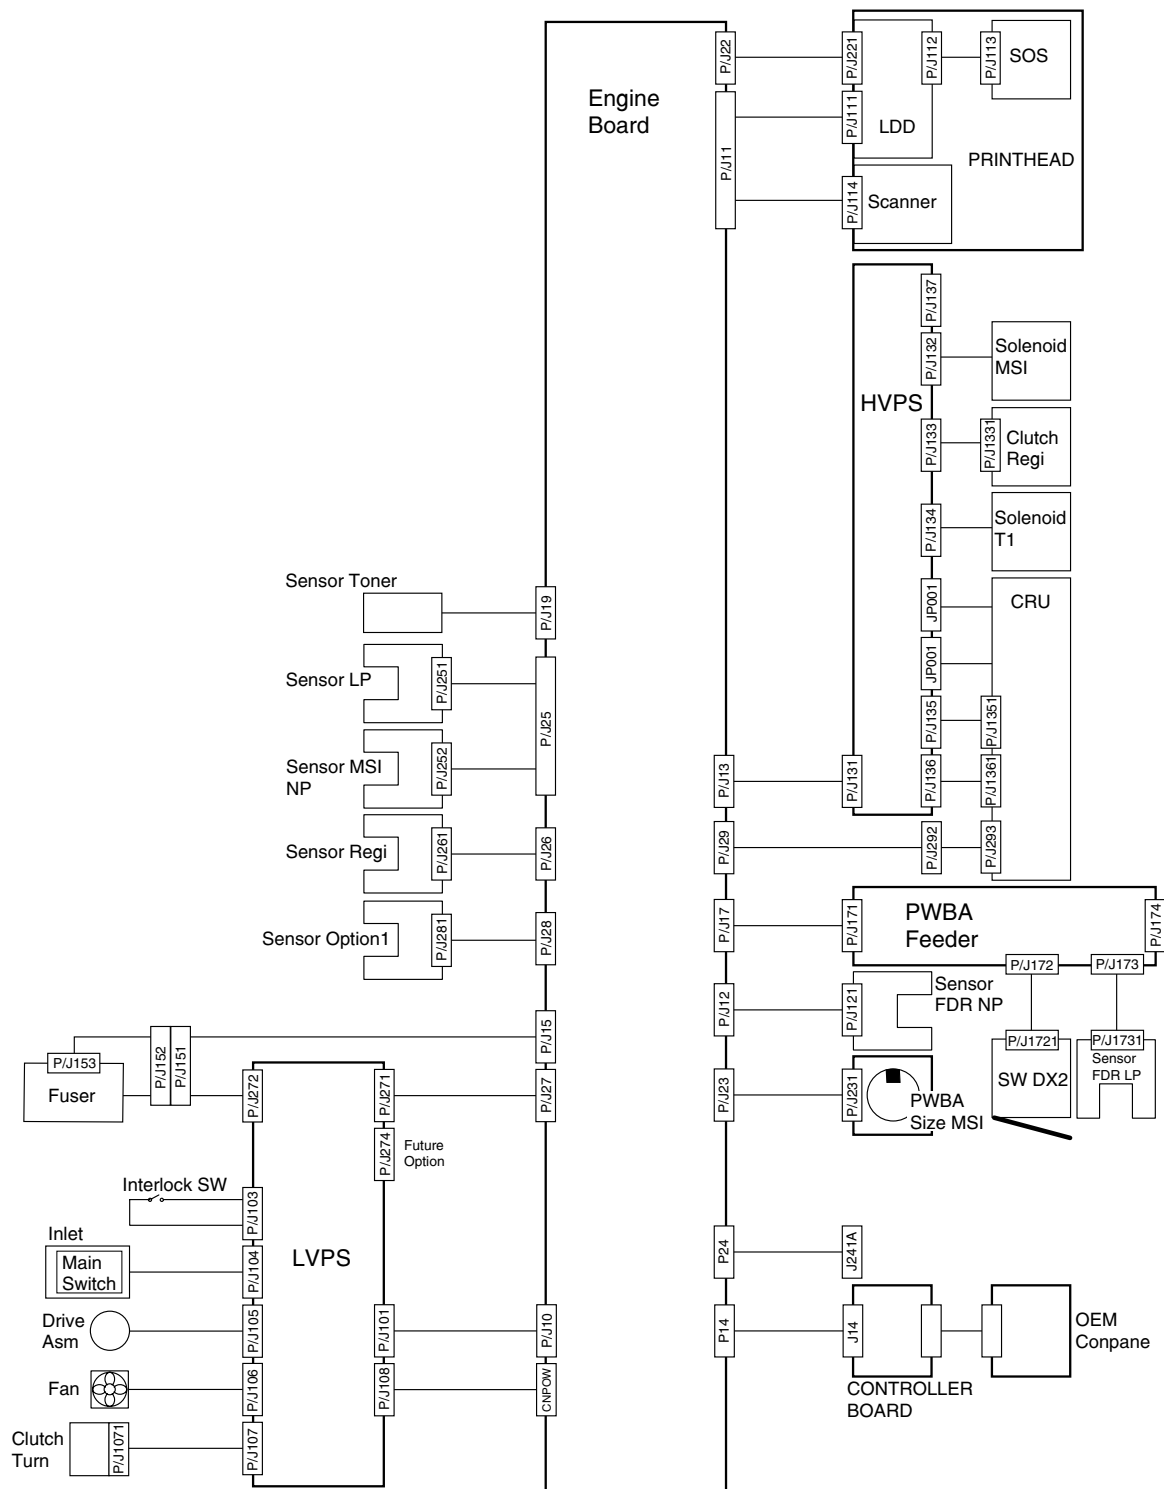 Engine
Board
P/J22
P/J11
P/J221
P/J111
P/J112
P/J113
SOS
LDD
PRINTHEAD
P/J114
Scanner
HVPS
P/J137
P/J132
Solenoid
MSI
P/J133
P/J1331
Clutch
Regi
P/J134
Solenoid
T1
JP001
CRU
JP001
P/J135
P/J1351
P/J13
P/J131
P/J136
P/J1361
P/J29
P/J292
P/J293
Sensor Toner
P/J19
Sensor LP
P/J251
P/J25
Sensor MSI
NP
P/J252
Sensor Regi
P/J261
P/J26
Sensor Option1
P/J281
P/J28
P/J17
P/J171
PWBA
Feeder
P/J174
P/J172
P/J173
P/J12
P/J121
Sensor
FDR NP
P/J1721
SW DX2
P/J1731
Sensor
FDR LP
P/J23
P/J231
PWBA
Size MSI
P/J15
P/J153
Fuser
P/J152
P/J151
P/J272
P/J271
P/J27
P/J274
Future
Option
Interlock SW
P/J103
Inlet
Main
Switch
P/J104
LVPS
Drive
Asm
P/J105
P/J101
P/J10
Fan
P/J106
P/J108
CNPOW
Clutch
Turn
P/J1071
P/J107
P24
J241A
P14
J14
CONTROLLER
BOARD
OEM
Conpane